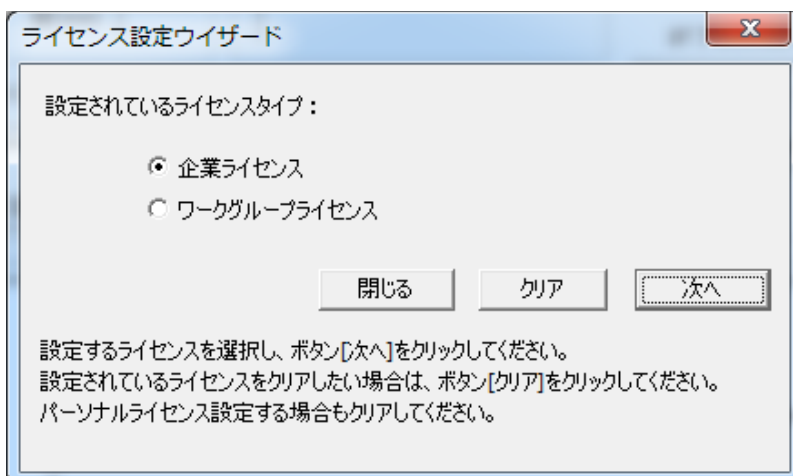 ライセンス設定ウイザード
設定されているライセンスタイプ：
企業ライセンス
ワークグループライセンス
閉じる クリア 次へ
設定するライセンスを選択し、ボタン[次へ]をクリックしてください。
設定されているライセンスをクリアしたい場合は、ボタン[クリア]をクリックしてください。
パーソナルライセンス設定する場合もクリアしてください。